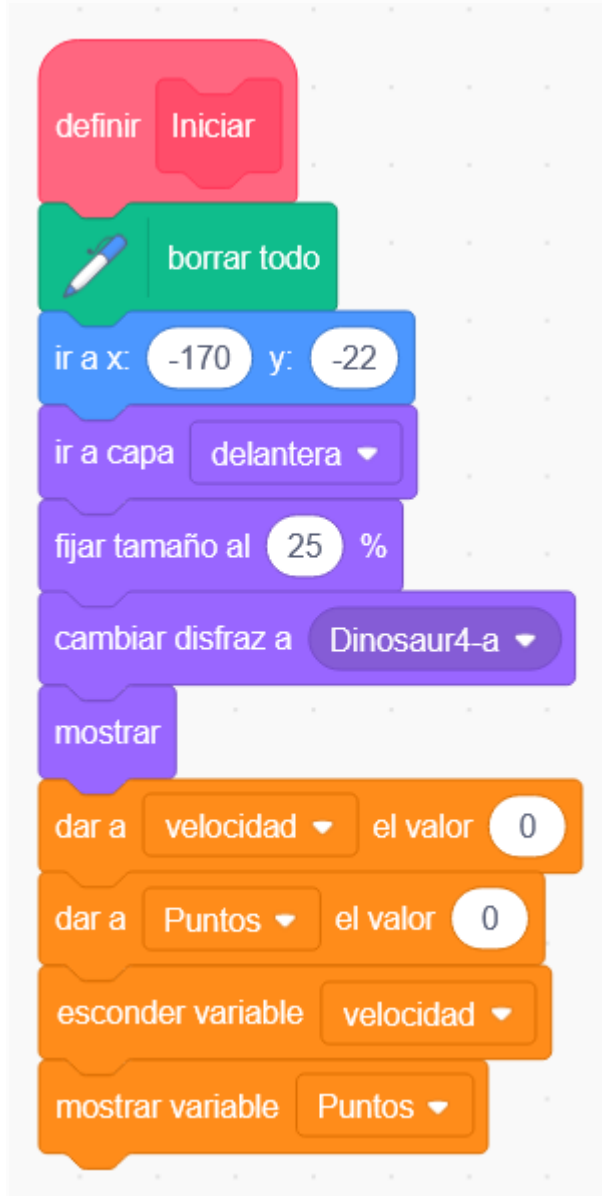 definir Iniciar
borrar todo
ir a x: -170 y: -22
ir a capa delantera
fijar tamaño al 25 %
cambiar disfraz a Dinosaur4-a
mostrar
dar a velocidad el valor 0
dar a Puntos el valor 0
esconder variable velocidad
mostrar variable Puntos